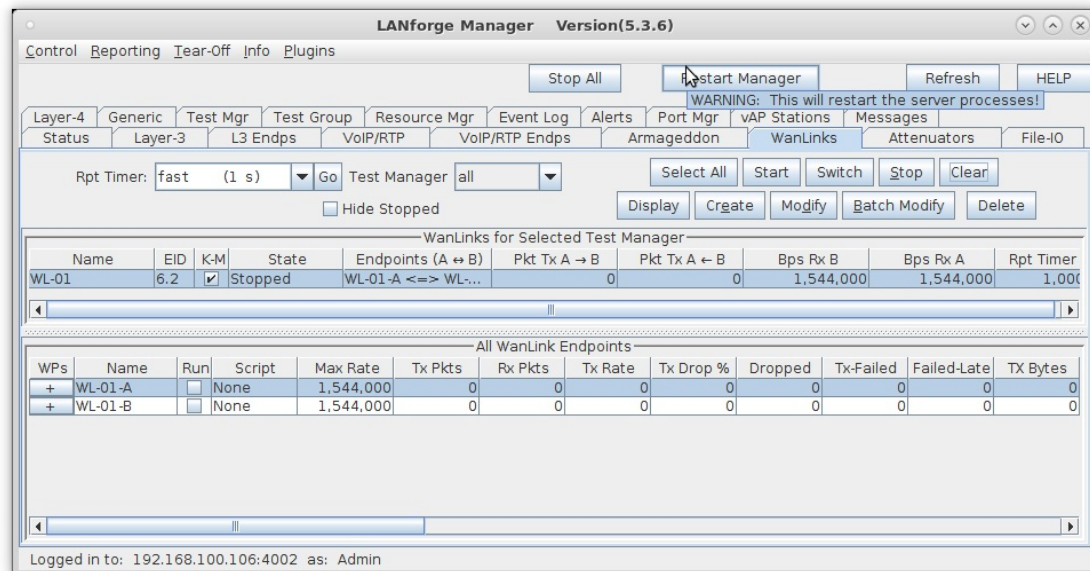 LANforge Manager Version(5.3.6)
Control Reporting Tear-Off Info Plugins
Stop All Restart Manager Refresh HELP
WARNING: This will restart the server processes!
Layer-4 Generic Test Mgr Test Group Resource Mgr Event Log Alerts Port Mgr vAP Stations Messages
Status Layer-3 L3 Endps VoIP/RTP VoIP/RTP Endps Armageddon WanLinks Attenuators File-IO
Rpt Timer: fast (1 s) Go Test Manager all Select All Start Switch Stop Clear
Hide Stopped Display Create Modify Batch Modify Delete
WanLinks for Selected Test Manager
Name EID K-M State Endpoints (A ↔ B) Pkt Tx A → B Pkt Tx A ← B Bps Rx B Bps Rx A Rpt Timer
WL-01 6.2 Stopped WL-01-A <=> WL-... 0 0 1,544,000 1,544,000 1,000
All WanLink Endpoints
WPs Name Run Script Max Rate Tx Pkts Rx Pkts Tx Rate Tx Drop % Dropped Tx-Failed Failed-Late TX Bytes
+ WL-01-A None 1,544,000 0 0 0 0 0 0 0 0
+ WL-01-B None 1,544,000 0 0 0 0 0 0 0 0
Logged in to: 192.168.100.106:4002 as: Admin